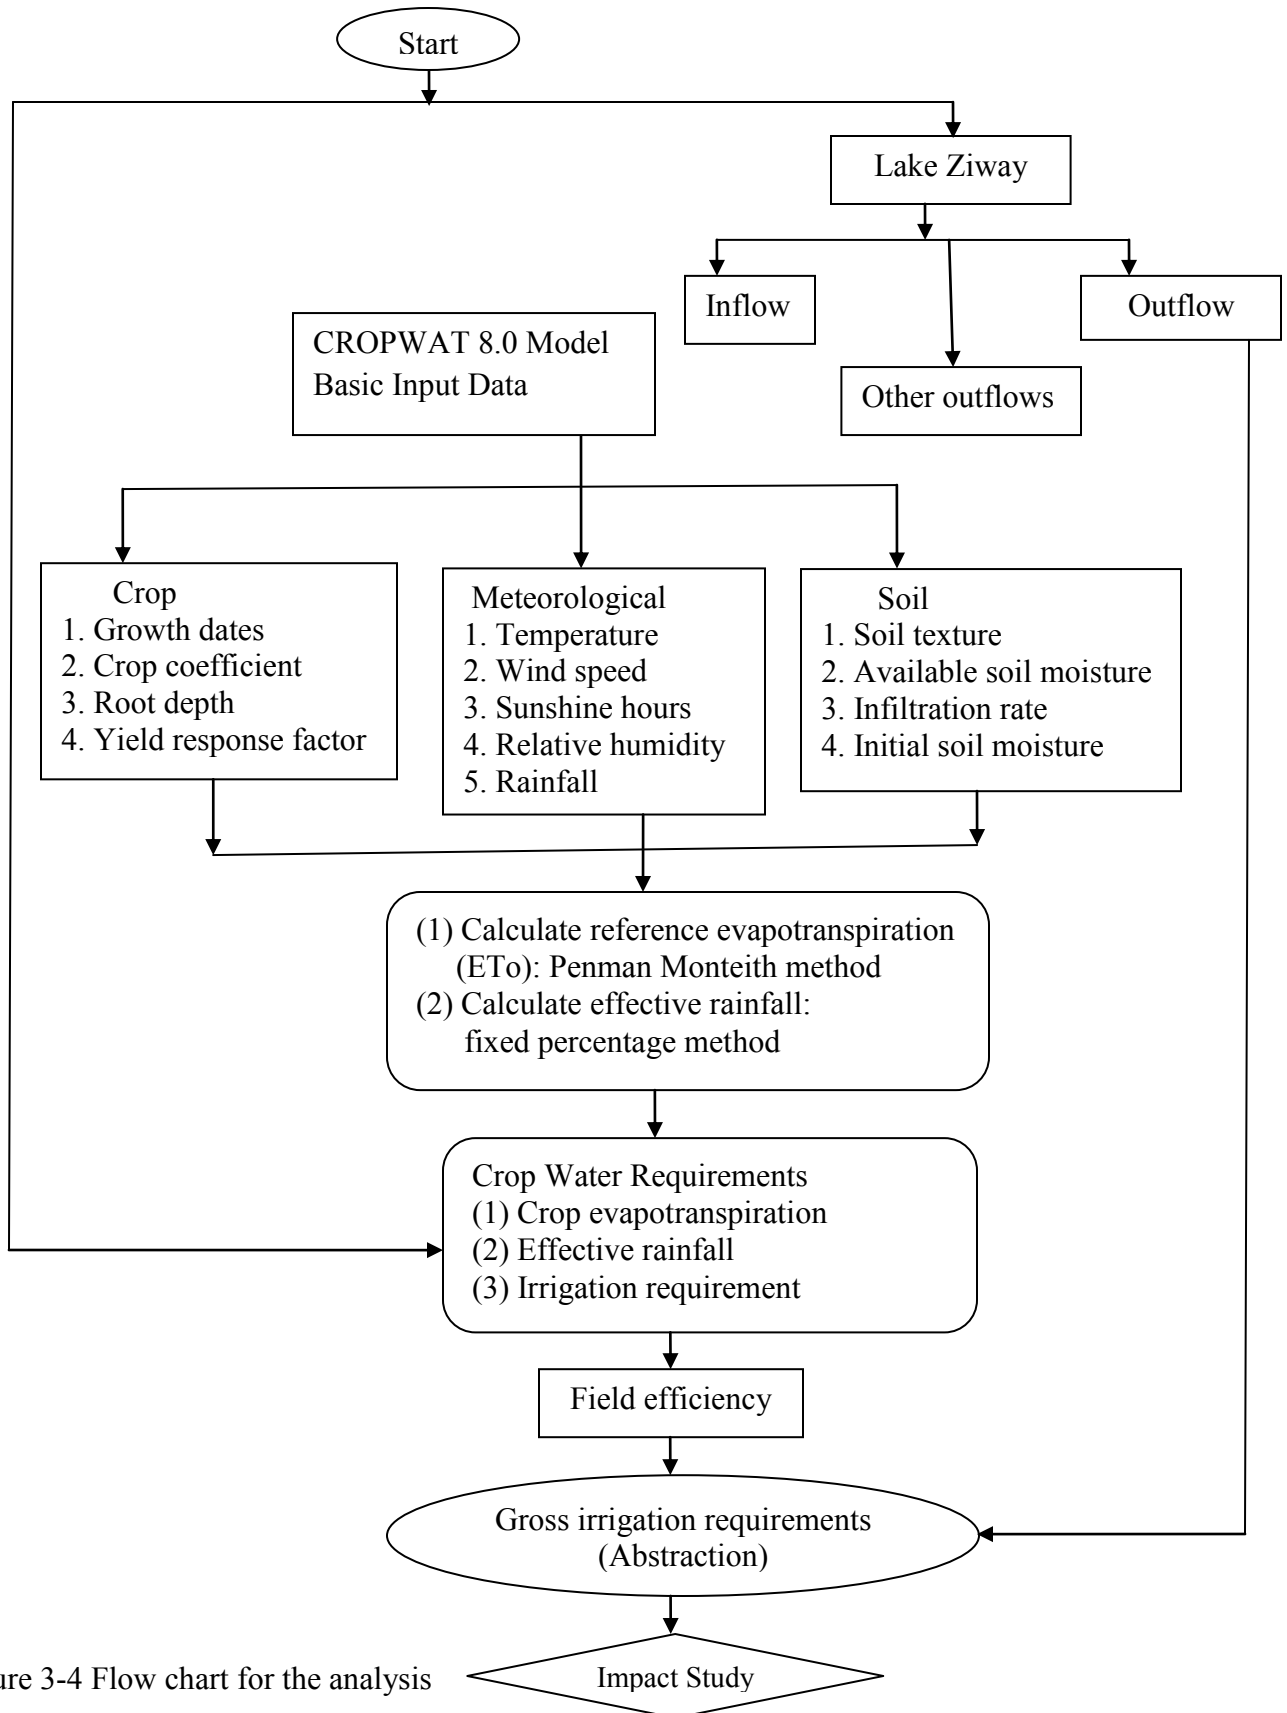 Start
Lake Ziway
Inflow
Outflow
Other outflows
CROPWAT 8.0 Model
Basic Input Data
Crop
1. Growth dates
2. Crop coefficient
3. Root depth
4. Yield response factor
Meteorological
1. Temperature
2. Wind speed
3. Sunshine hours
4. Relative humidity
5. Rainfall
Soil
1. Soil texture
2. Available soil moisture
3. Infiltration rate
4. Initial soil moisture
(1) Calculate reference evapotranspiration
(ETo): Penman Monteith method
(2) Calculate effective rainfall:
fixed percentage method
Crop Water Requirements
(1) Crop evapotranspiration
(2) Effective rainfall
(3) Irrigation requirement
Field efficiency
Gross irrigation requirements
(Abstraction)
Impact Study
ure 3-4 Flow chart for the analysis